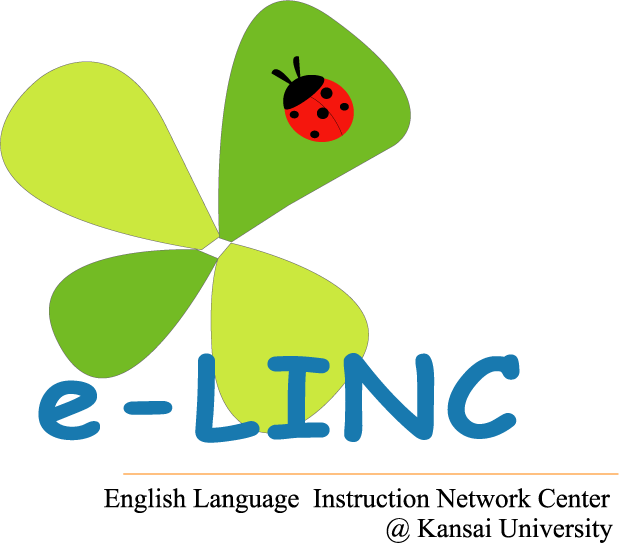 e-LINC
English Language Instruction Network Center
@ Kansai University